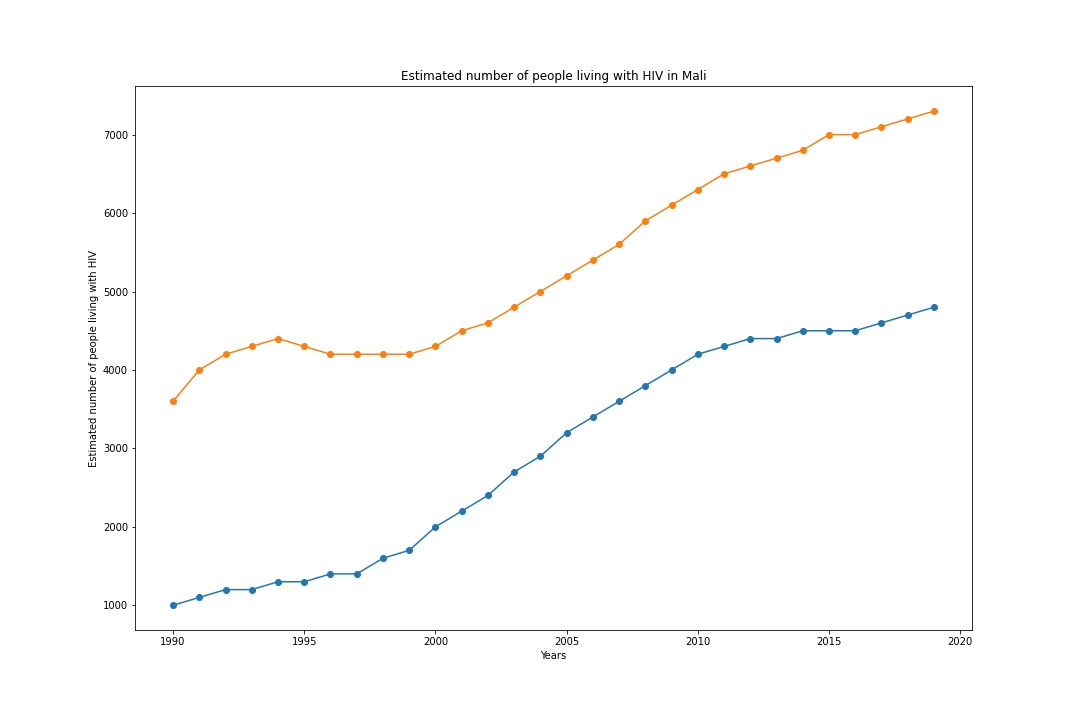 Estimated number of people living with HIV in Mali
Estimated number of people living with HIV
7000
6000
5000
4000
3000
2000
1000
1990 1995 2000 2005 2010 2015 2020
Years